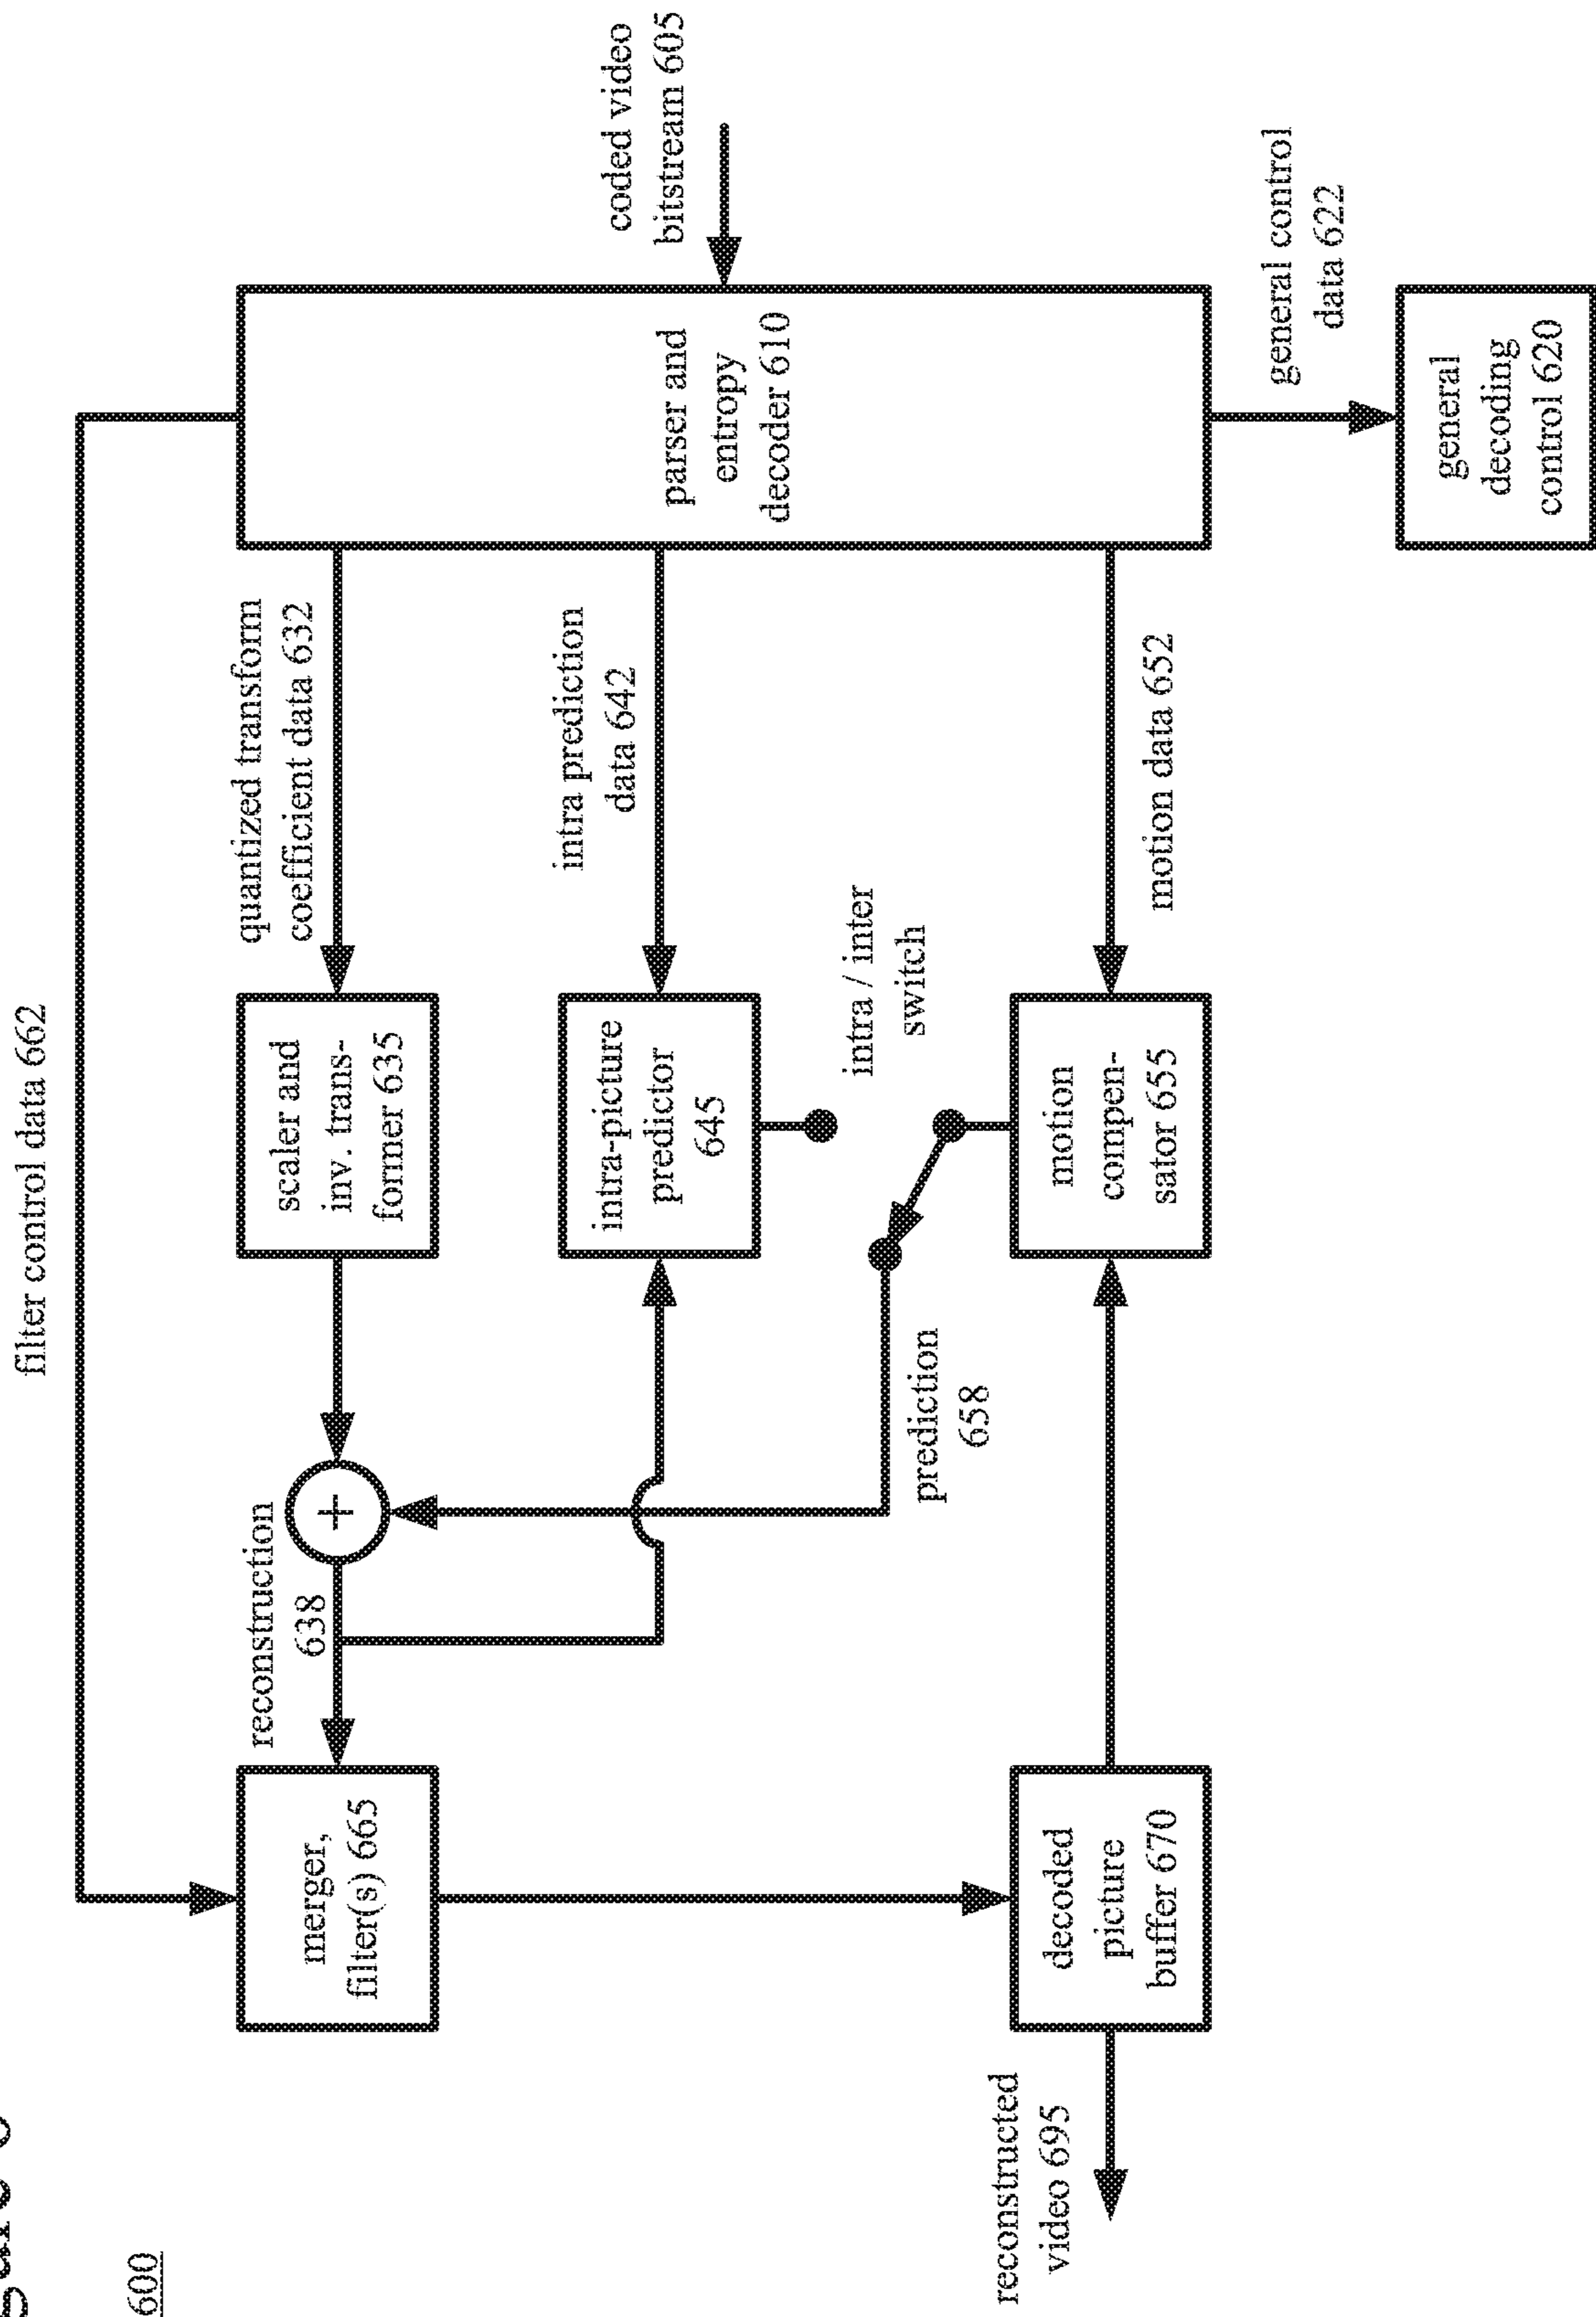 600
filter control data 662
merger,
filter(s) 665
reconstruction
638
+
scaler and
inv. trans-
former 635
quantized transform
coefficient data 632
intra-picture
predictor
645
intra prediction
data 642
intra / inter
switch
prediction
658
motion
compen-
sator 655
motion data 652
decoded
picture
buffer 670
reconstructed
video 695
parser and
entropy
decoder 610
coded video
bitstream 605
general control
data 622
general
decoding
control 620